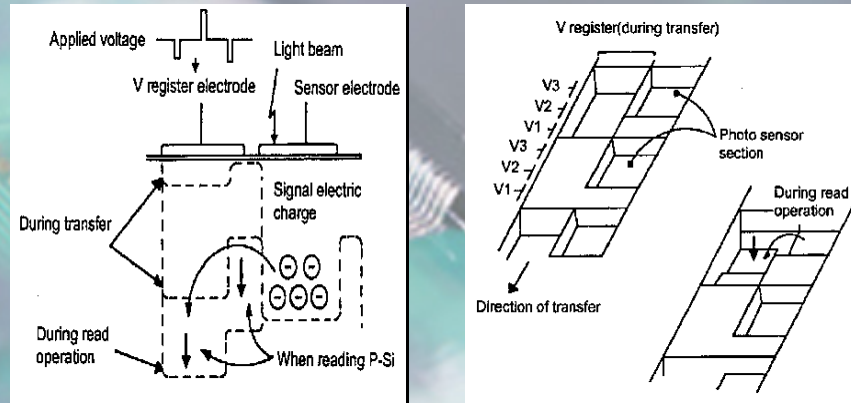 Applied voltage
Light beam
V register electrode
Sensor electrode
Signal electric
charge
During transfer
During read
operation
When reading P-Si
V register(during transfer)
V3
V2
V1
V3
V2
V1
Photo sensor
section
During read
operation
Direction of transfer